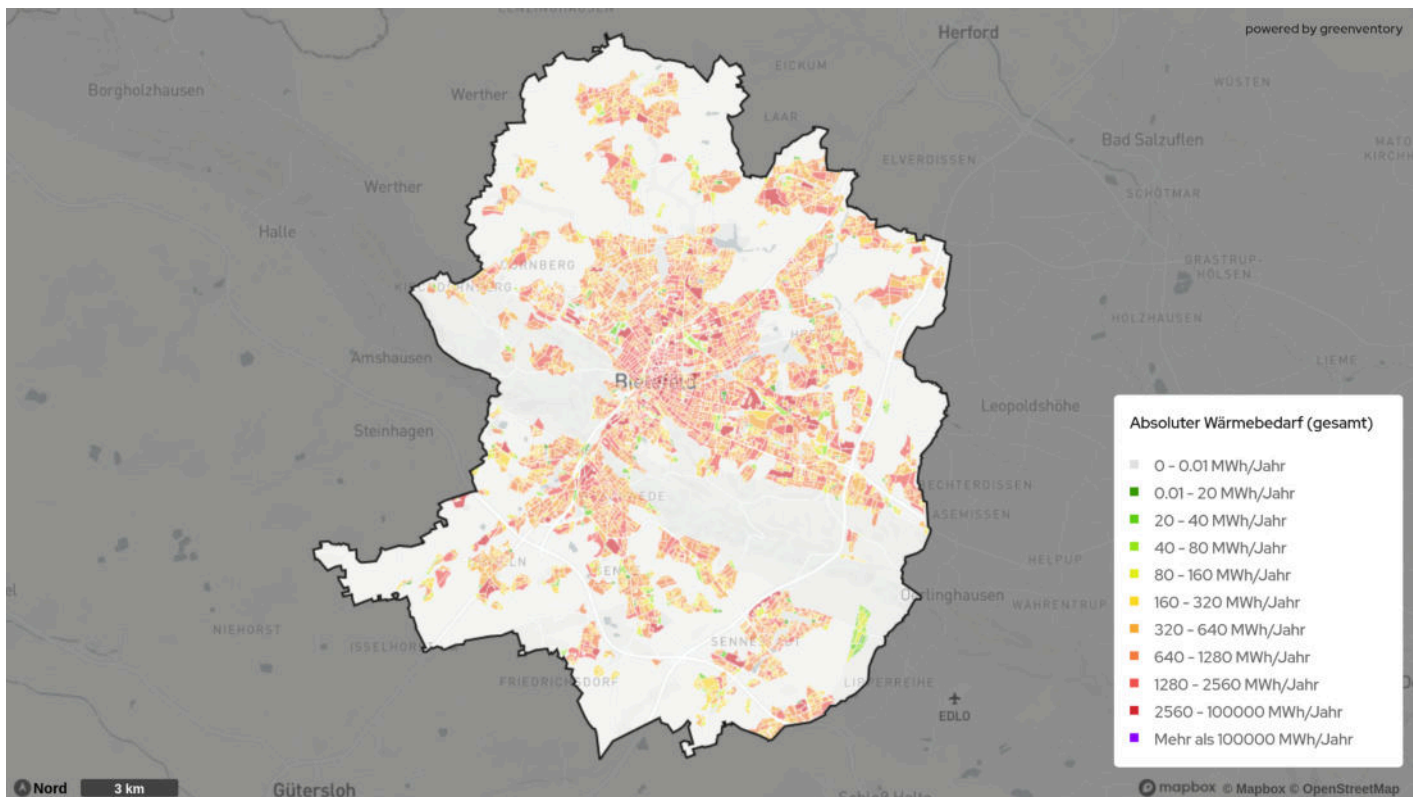 powered by greenventory
Herford
EICKUM
WÜSTEN
Borgholzhausen
Werther
LAAR
Bad Salzuflen
ELVERDISSEN
Werther
SCHÖTMAR
Halle
GRASTRUP-
HÖLSEN
HOLZHAUSEN
Amshausen
LIEME
Bielefeld
Leopoldshöhe
Steinhagen
HELPUP
Oerlinghausen
WÄHRENTRUP
NIEHORST
SENNESTADT
FRIEDRICHSDORF
LIPPERREIHE
EDLO
Absoluter Wärmebedarf (gesamt)
0 - 0.01 MWh/Jahr
0.01 - 20 MWh/Jahr
20 - 40 MWh/Jahr
40 - 80 MWh/Jahr
80 - 160 MWh/Jahr
160 - 320 MWh/Jahr
320 - 640 MWh/Jahr
640 - 1280 MWh/Jahr
1280 - 2560 MWh/Jahr
2560 - 100000 MWh/Jahr
Mehr als 100000 MWh/Jahr
Nord 3 km
Gütersloh
mapbox © Mapbox © OpenStreetMap